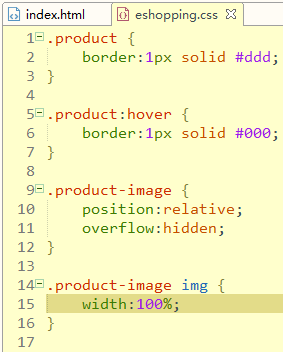 index.html eshopping.css
1 .product {
2     border:1px solid #ddd;
3 }
4
5 .product:hover {
6     border:1px solid #000;
7 }
8
9 .product-image {
10     position:relative;
11     overflow:hidden;
12 }
13
14 .product-image img {
15     width:100%;
16 }
17